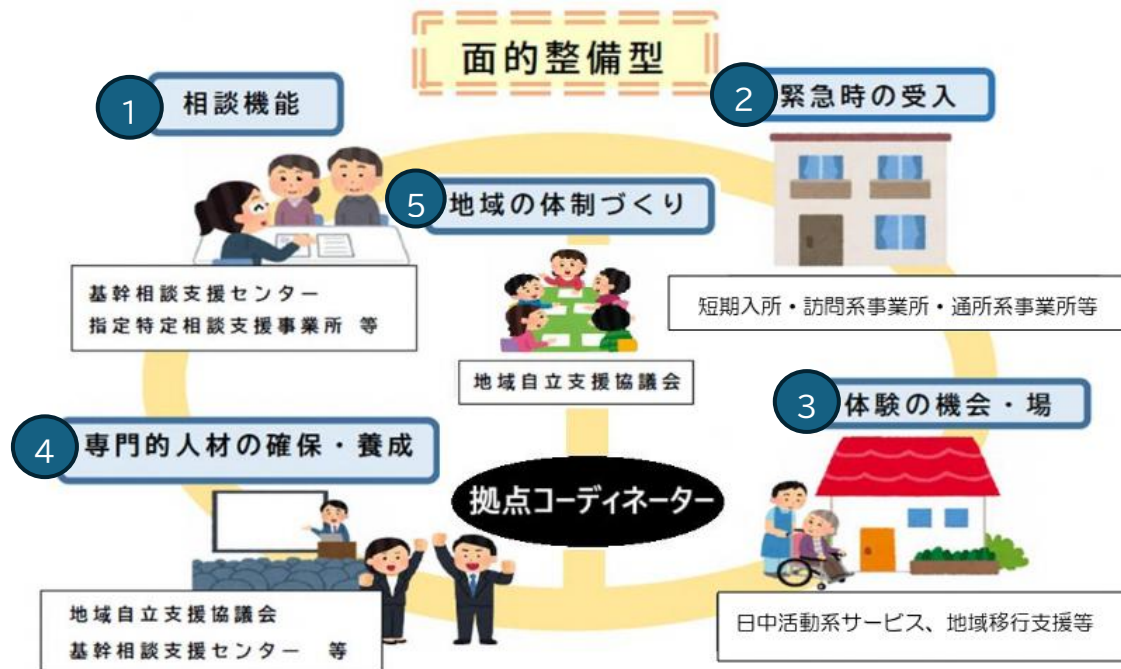 面的整備型
1 相談機能
基幹相談支援センター
指定特定相談支援事業所 等
2 緊急時の受入
短期入所・訪問系事業所・通所系事業所等
5 地域の体制づくり
地域自立支援協議会
3 体験の機会・場
日中活動系サービス、地域移行支援等
4 専門的人材の確保・養成
地域自立支援協議会
基幹相談支援センター 等
拠点コーディネーター